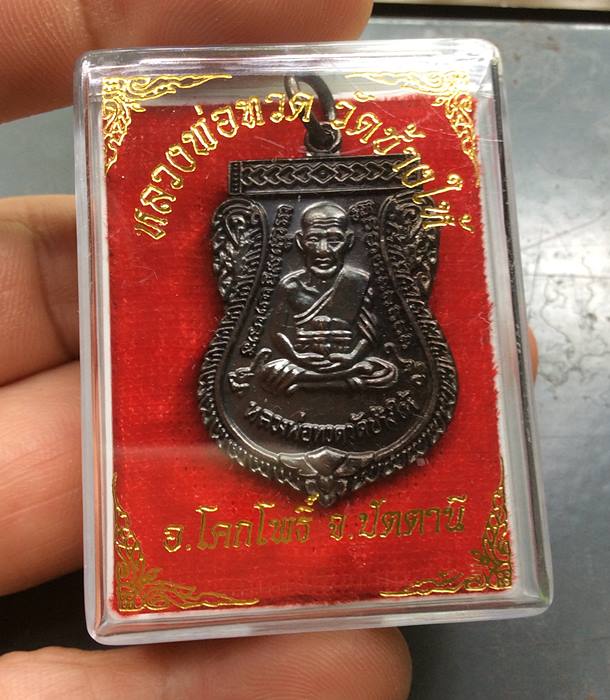 หลวงพ่อทวด วัดช้างให้
หลวงพ่อทวดวัดช้างให้
อ.โคกโพธิ์ จ.ปัตตานี